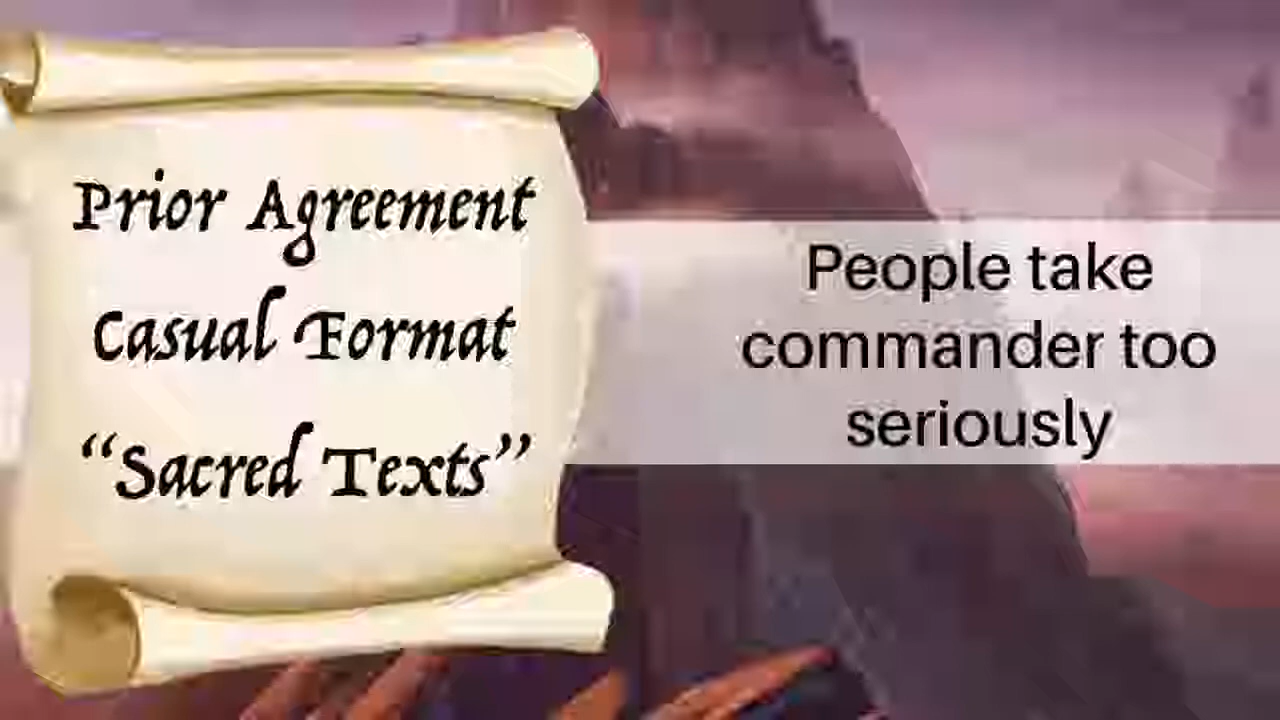 Prior Agreement
Casual Format
“Sacred Texts”
People take
commander too
seriously